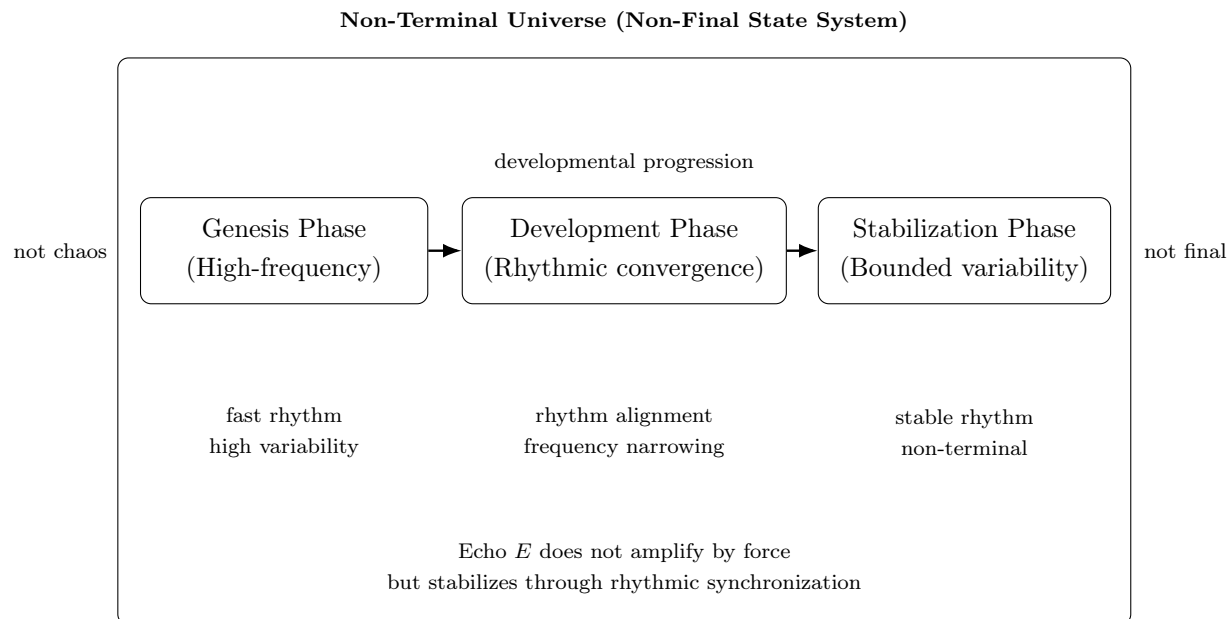 Non-Terminal Universe (Non-Final State System)
developmental progression
not chaos
Genesis Phase
(High-frequency)
Development Phase
(Rhythmic convergence)
Stabilization Phase
(Bounded variability)
not final
fast rhythm
high variability
rhythm alignment
frequency narrowing
stable rhythm
non-terminal
Echo E does not amplify by force
but stabilizes through rhythmic synchronization